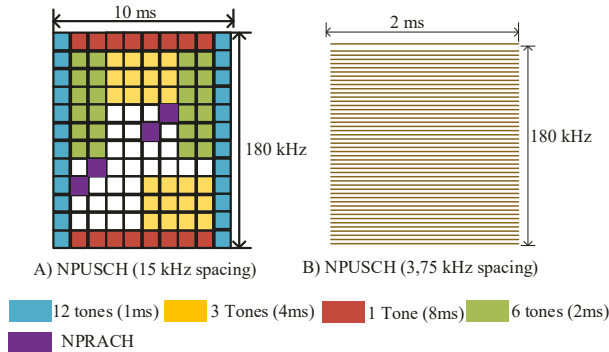 10 ms
2 ms
180 kHz
180 kHz
A) NPUSCH (15 kHz spacing)
B) NPUSCH (3,75 kHz spacing)
12 tones (1ms)
3 Tones (4ms)
1 Tone (8ms)
6 tones (2ms)
NPRACH